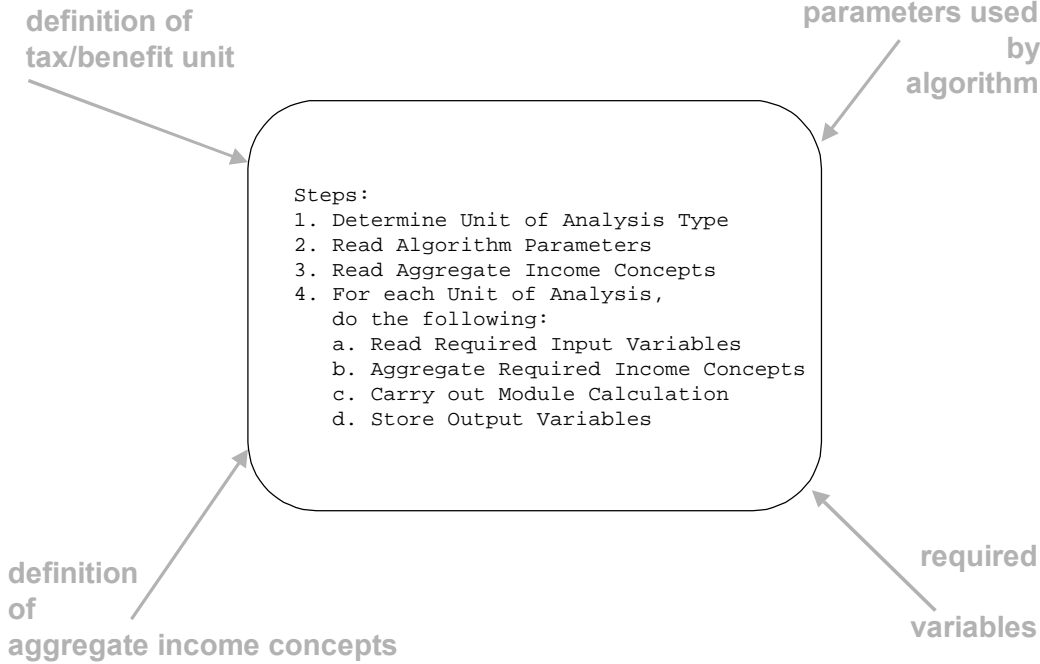 definition of
tax/benefit unit
parameters used
by
algorithm
Steps:
1. Determine Unit of Analysis Type
2. Read Algorithm Parameters
3. Read Aggregate Income Concepts
4. For each Unit of Analysis,
do the following:
a. Read Required Input Variables
b. Aggregate Required Income Concepts
c. Carry out Module Calculation
d. Store Output Variables
definition
of
aggregate income concepts
required
variables